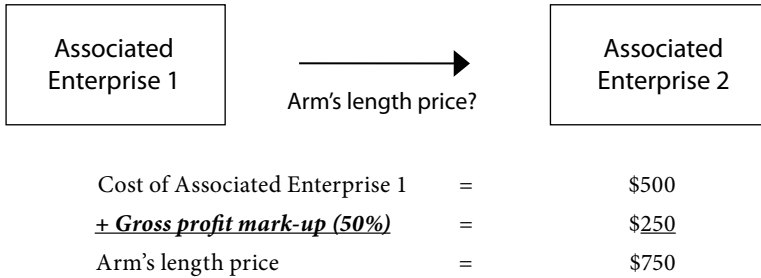 Associated
Enterprise 1
Arm's length price?
Associated
Enterprise 2
Cost of Associated Enterprise 1 = $500
+ Gross profit mark-up (50%) = $250
Arm's length price = $750